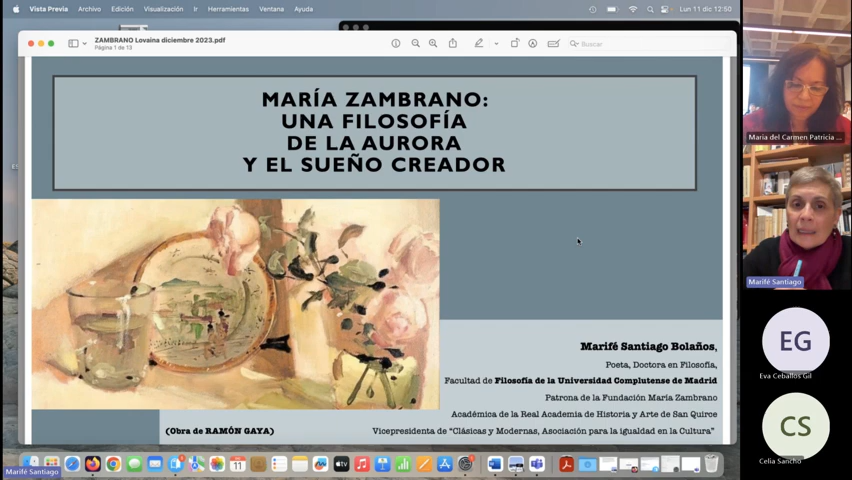 Vista Previa Archivo Edición Visualización Ir Herramientas Ventana Ayuda
Lun 11 dic 12:50
ZAMBRANO Lovaina diciembre 2023.pdf
Página 1 de 13
Buscar
MARÍA ZAMBRANO:
UNA FILOSOFÍA
DE LA AURORA
Y EL SUEÑO CREADOR
Marifé Santiago Bolaños,
Poeta, Doctora en Filosofía,
Facultad de Filosofía de la Universidad Complutense de Madrid
Patrona de la Fundación María Zambrano
Académica de la Real Academia de Historia y Arte de San Quirce
(Obra de RAMÓN GAYA)
Vicepresidenta de “Clásicas y Modernas, Asociación para la igualdad en la Cultura”
11
Marifé Santiago
Maria del Carmen Patricia ...
Marifé Santiago
EG
Eva Ceballos Gil
CS
Celia Sancho